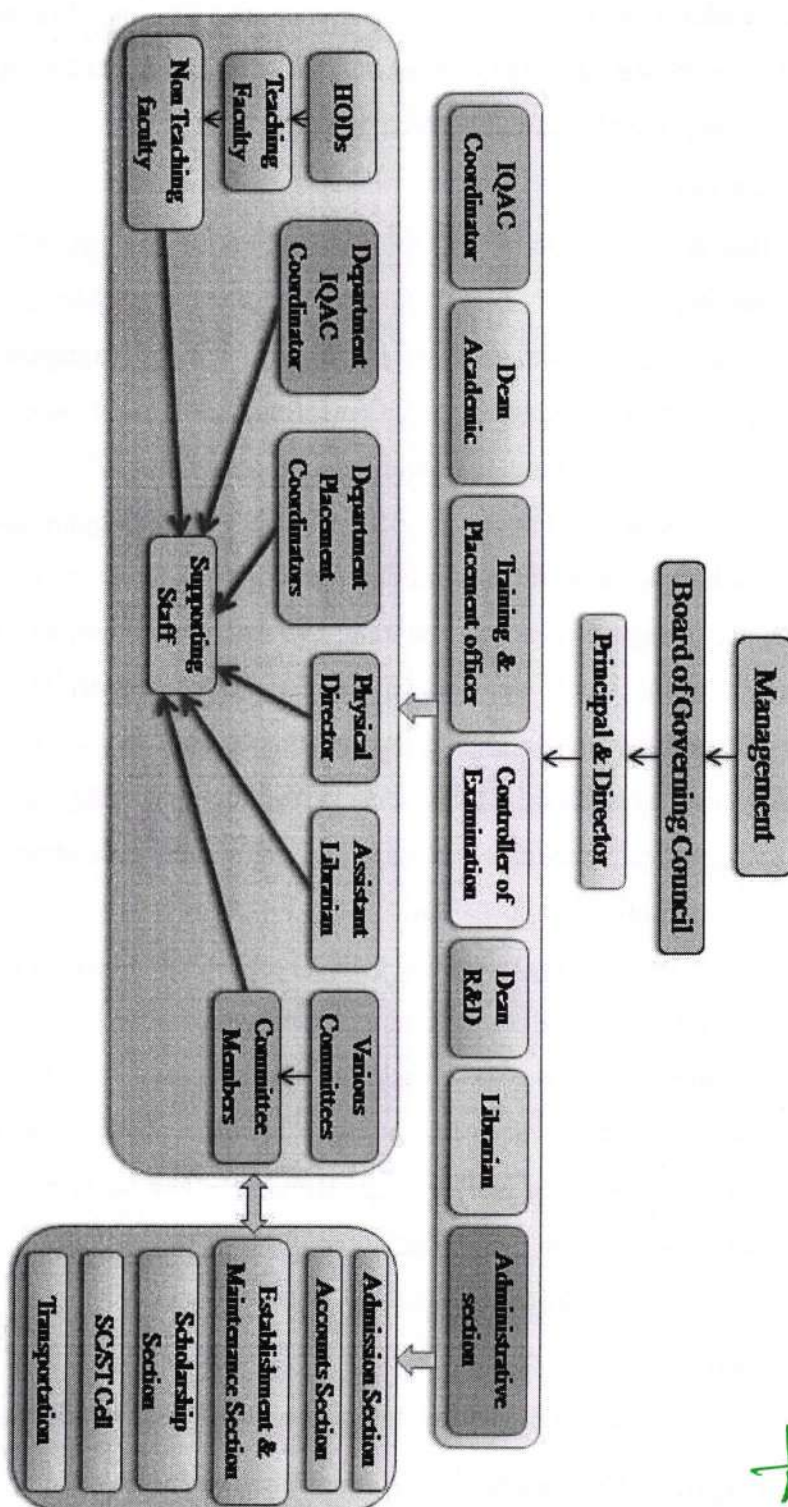 Management
Board of Governing Council
Principal & Director
IQAC
Coordinator
Dean
Academic
Training &
Placement officer
Controller of
Examination
Dean
R&D
Librarian
Administrative
section
HODs
Teaching
Faculty
Non Teaching
faculty
Department
IQAC
Coordinator
Department
Placement
Coordinators
Physical
Director
Assistant
Librarian
Various
Committees
Committee
Members
Supporting
Staff
Admission Section
Accounts Section
Establishment &
Maintenance Section
Scholarship
Section
SC/ST Cell
Transportation